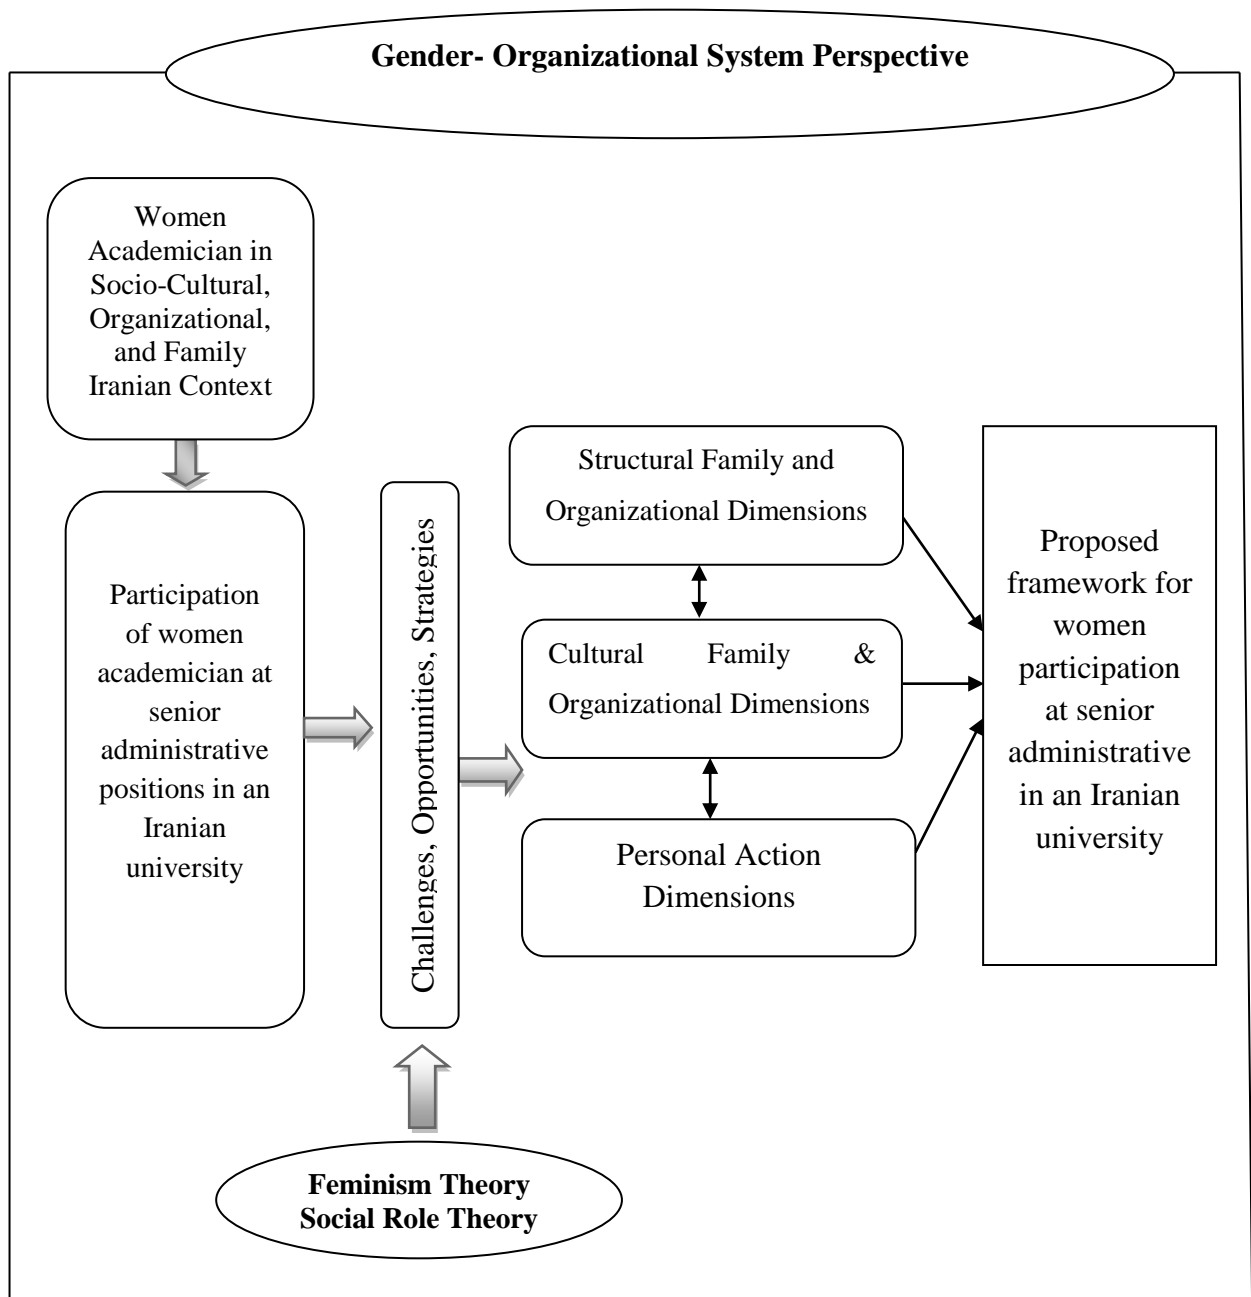 Gender- Organizational System Perspective
Women
Academician in
Socio-Cultural,
Organizational,
and Family
Iranian Context
Participation
of women
academician at
senior
administrative
positions in an
Iranian
university
Challenges, Opportunities, Strategies
Structural Family and
Organizational Dimensions
Cultural Family &
Organizational Dimensions
Personal Action
Dimensions
Proposed
framework for
women
participation
at senior
administrative
in an Iranian
university
Feminism Theory
Social Role Theory